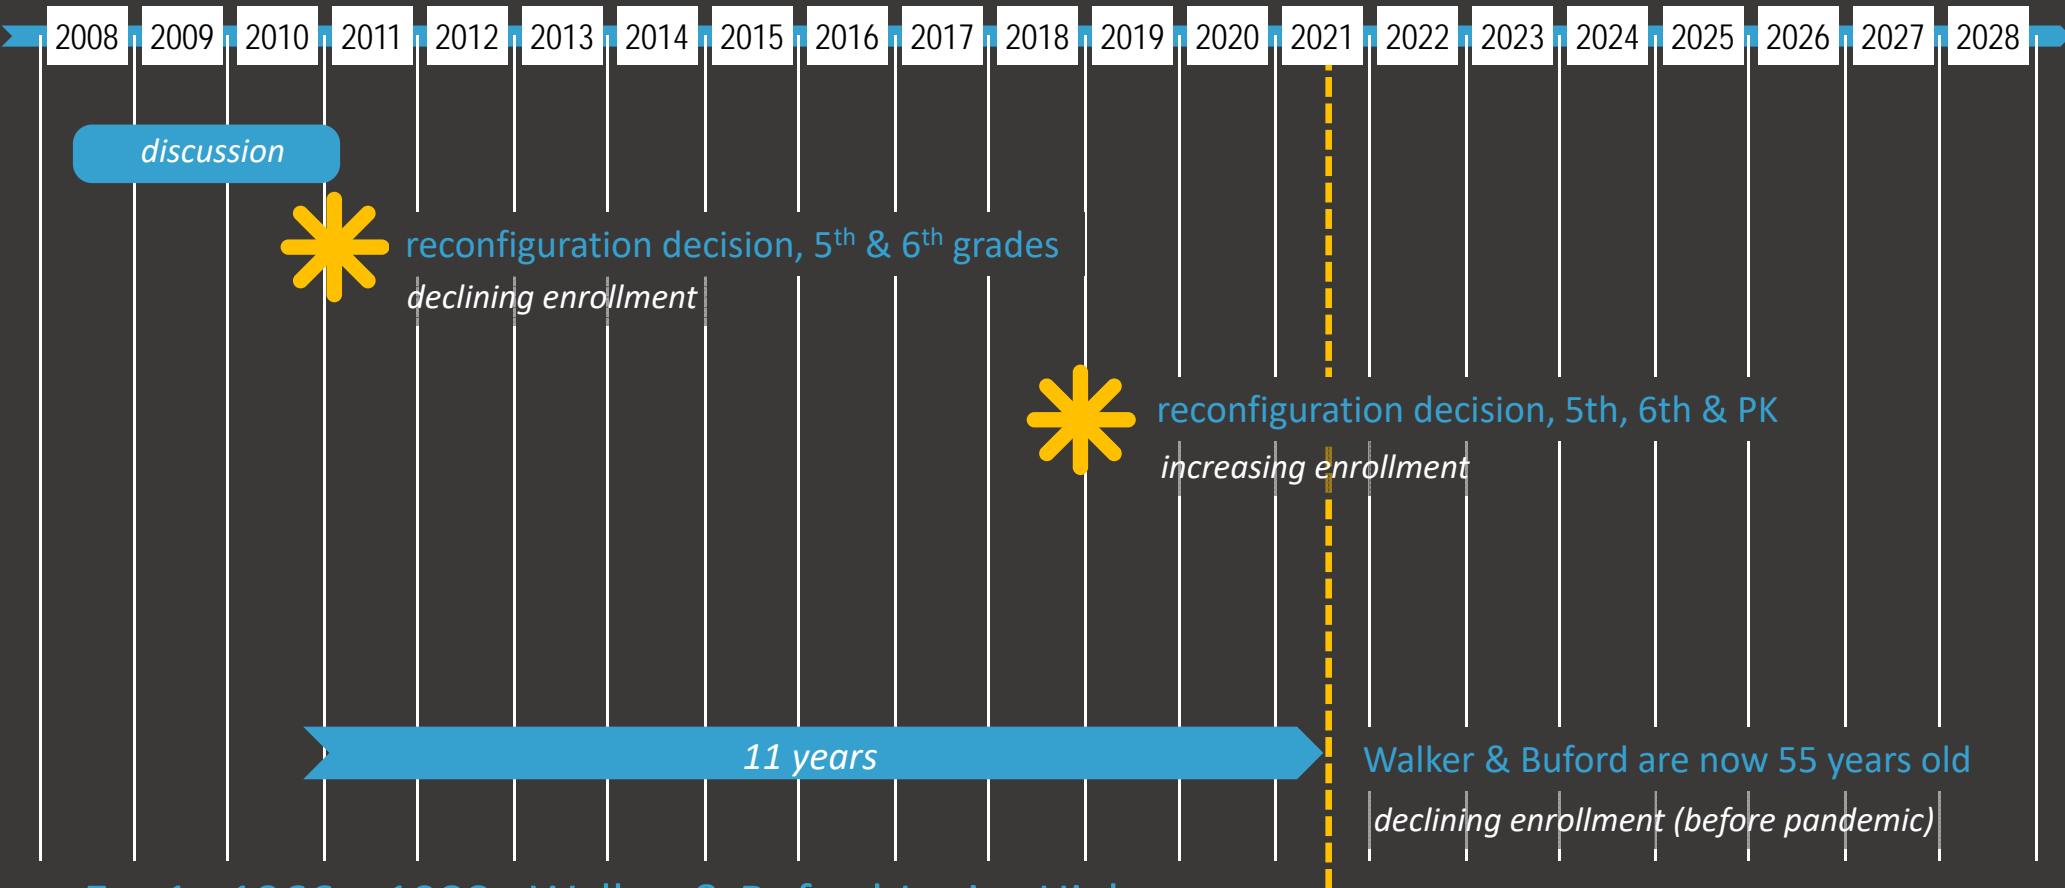 2008 2009 2010 2011 2012 2013 2014 2015 2016 2017 2018 2019 2020 2021 2022 2023 2024 2025 2026 2027 2028
discussion
reconfiguration decision, 5th & 6th grades
declining enrollment
reconfiguration decision, 5th, 6th & PK
increasing enrollment
11 years
Walker & Buford are now 55 years old
declining enrollment (before pandemic)